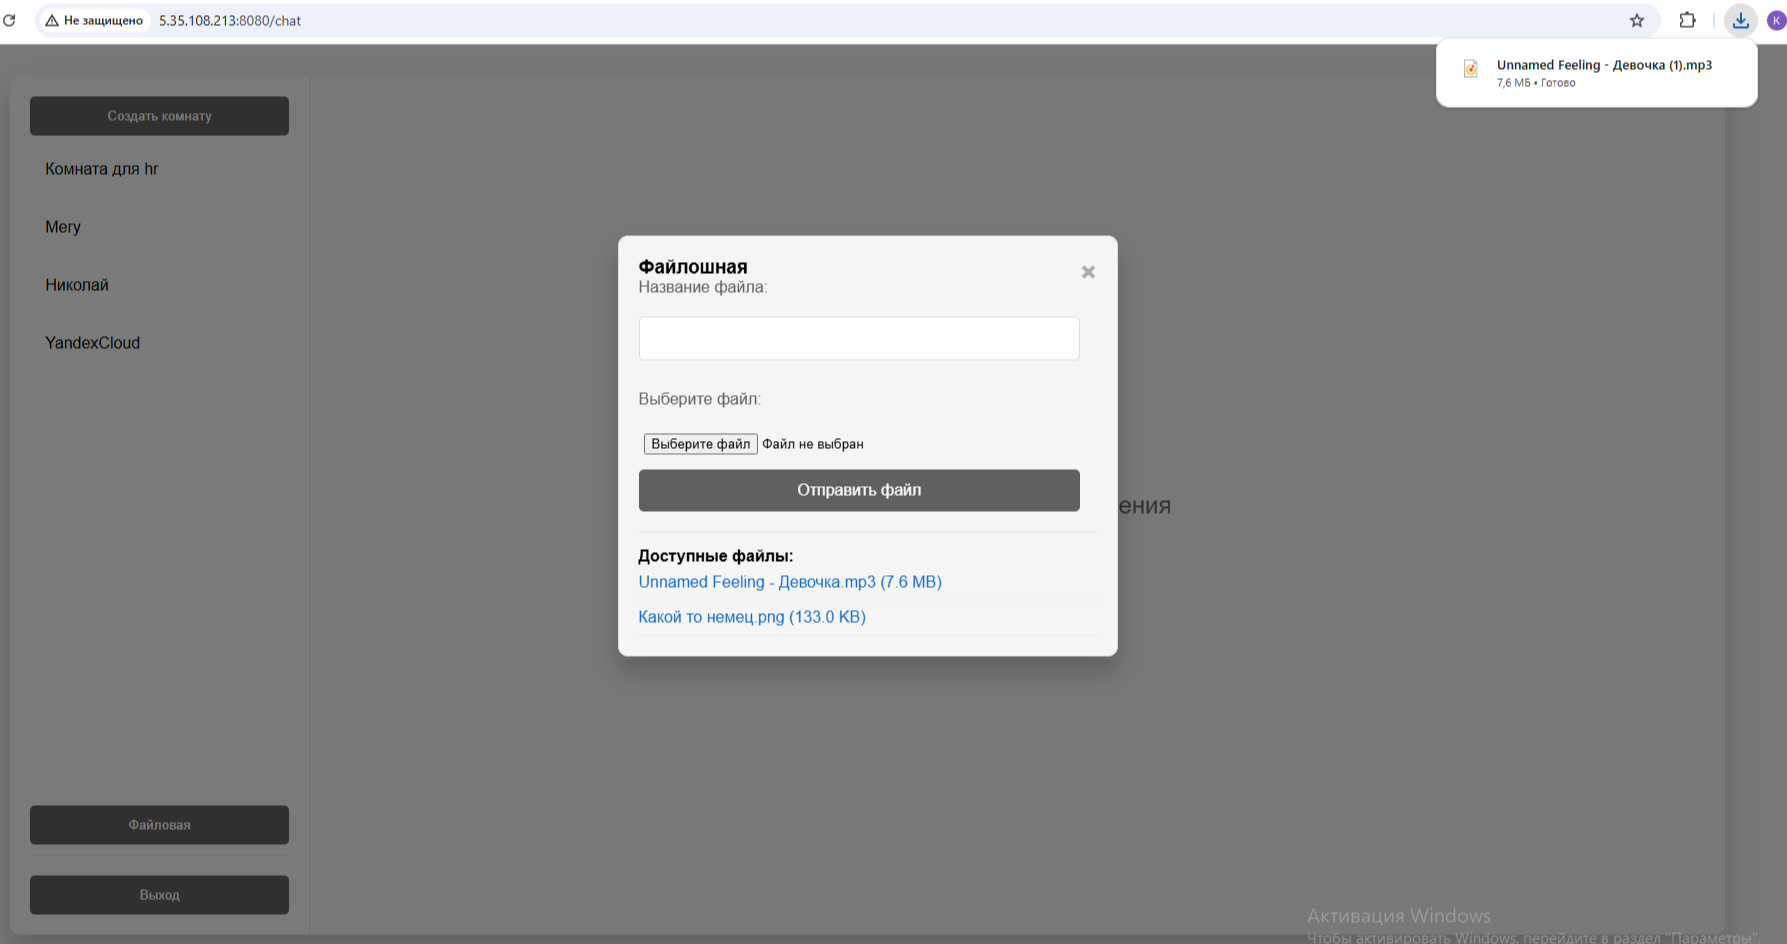 Не защищено 5.35.108.213:8080/chat
K
Unnamed Feeling - Девочка (1).mp3
7,6 МБ • Готово
Создать комнату
Комната для hr
Mery
Николай
YandexCloud
Файлошная
Название файла:
Выберите файл:
Выберите файл Файл не выбран
Отправить файл
ения
Доступные файлы:
Unnamed Feeling - Девочка.mp3 (7.6 MB)
Какой то немец.png (133.0 KB)
Файловая
Выход
Активация Windows
Чтобы активировать Windows, перейдите в раздел "Параметры".